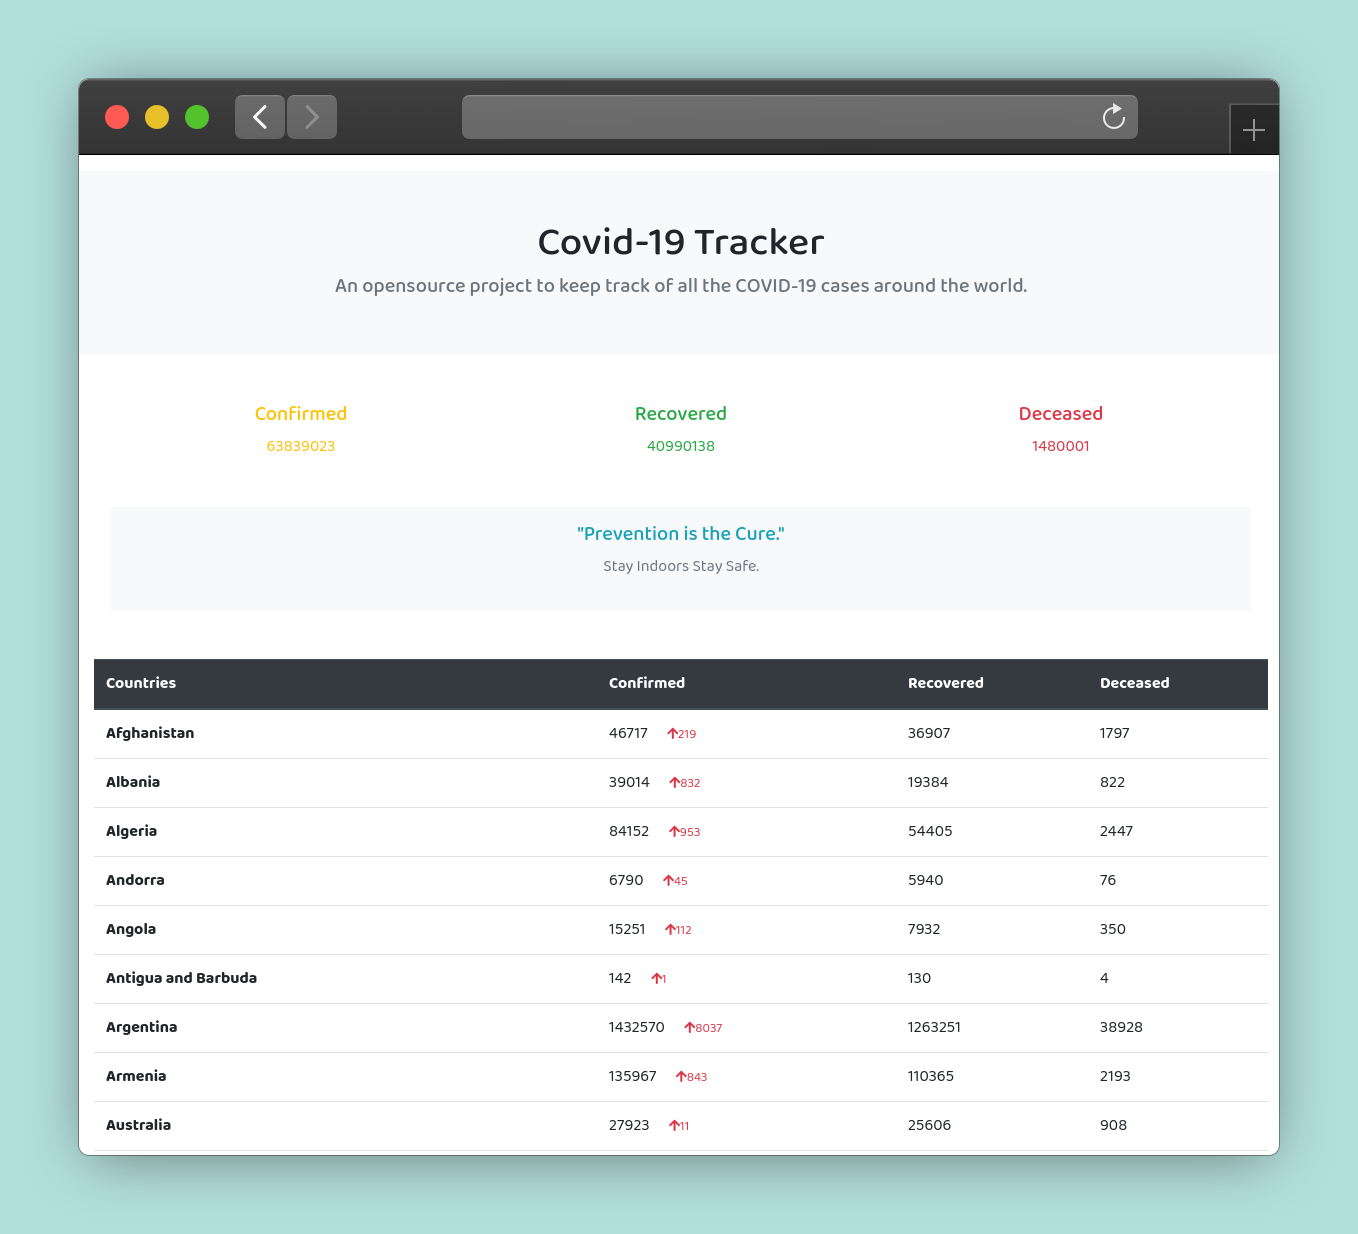 Covid-19 Tracker
An opensource project to keep track of all the COVID-19 cases around the world.
Confirmed Recovered Deceased
63839023 40990138 1480001
"Prevention is the Cure."
Stay Indoors Stay Safe.
Countries Confirmed Recovered Deceased
Afghanistan 46717 219 36907 1797
Albania 39014 832 19384 822
Algeria 84152 953 54405 2447
Andorra 6790 45 5940 76
Angola 15251 112 7932 350
Antigua and Barbuda 142 1 130 4
Argentina 1432570 8037 1263251 38928
Armenia 135967 843 110365 2193
Australia 27923 11 25606 908